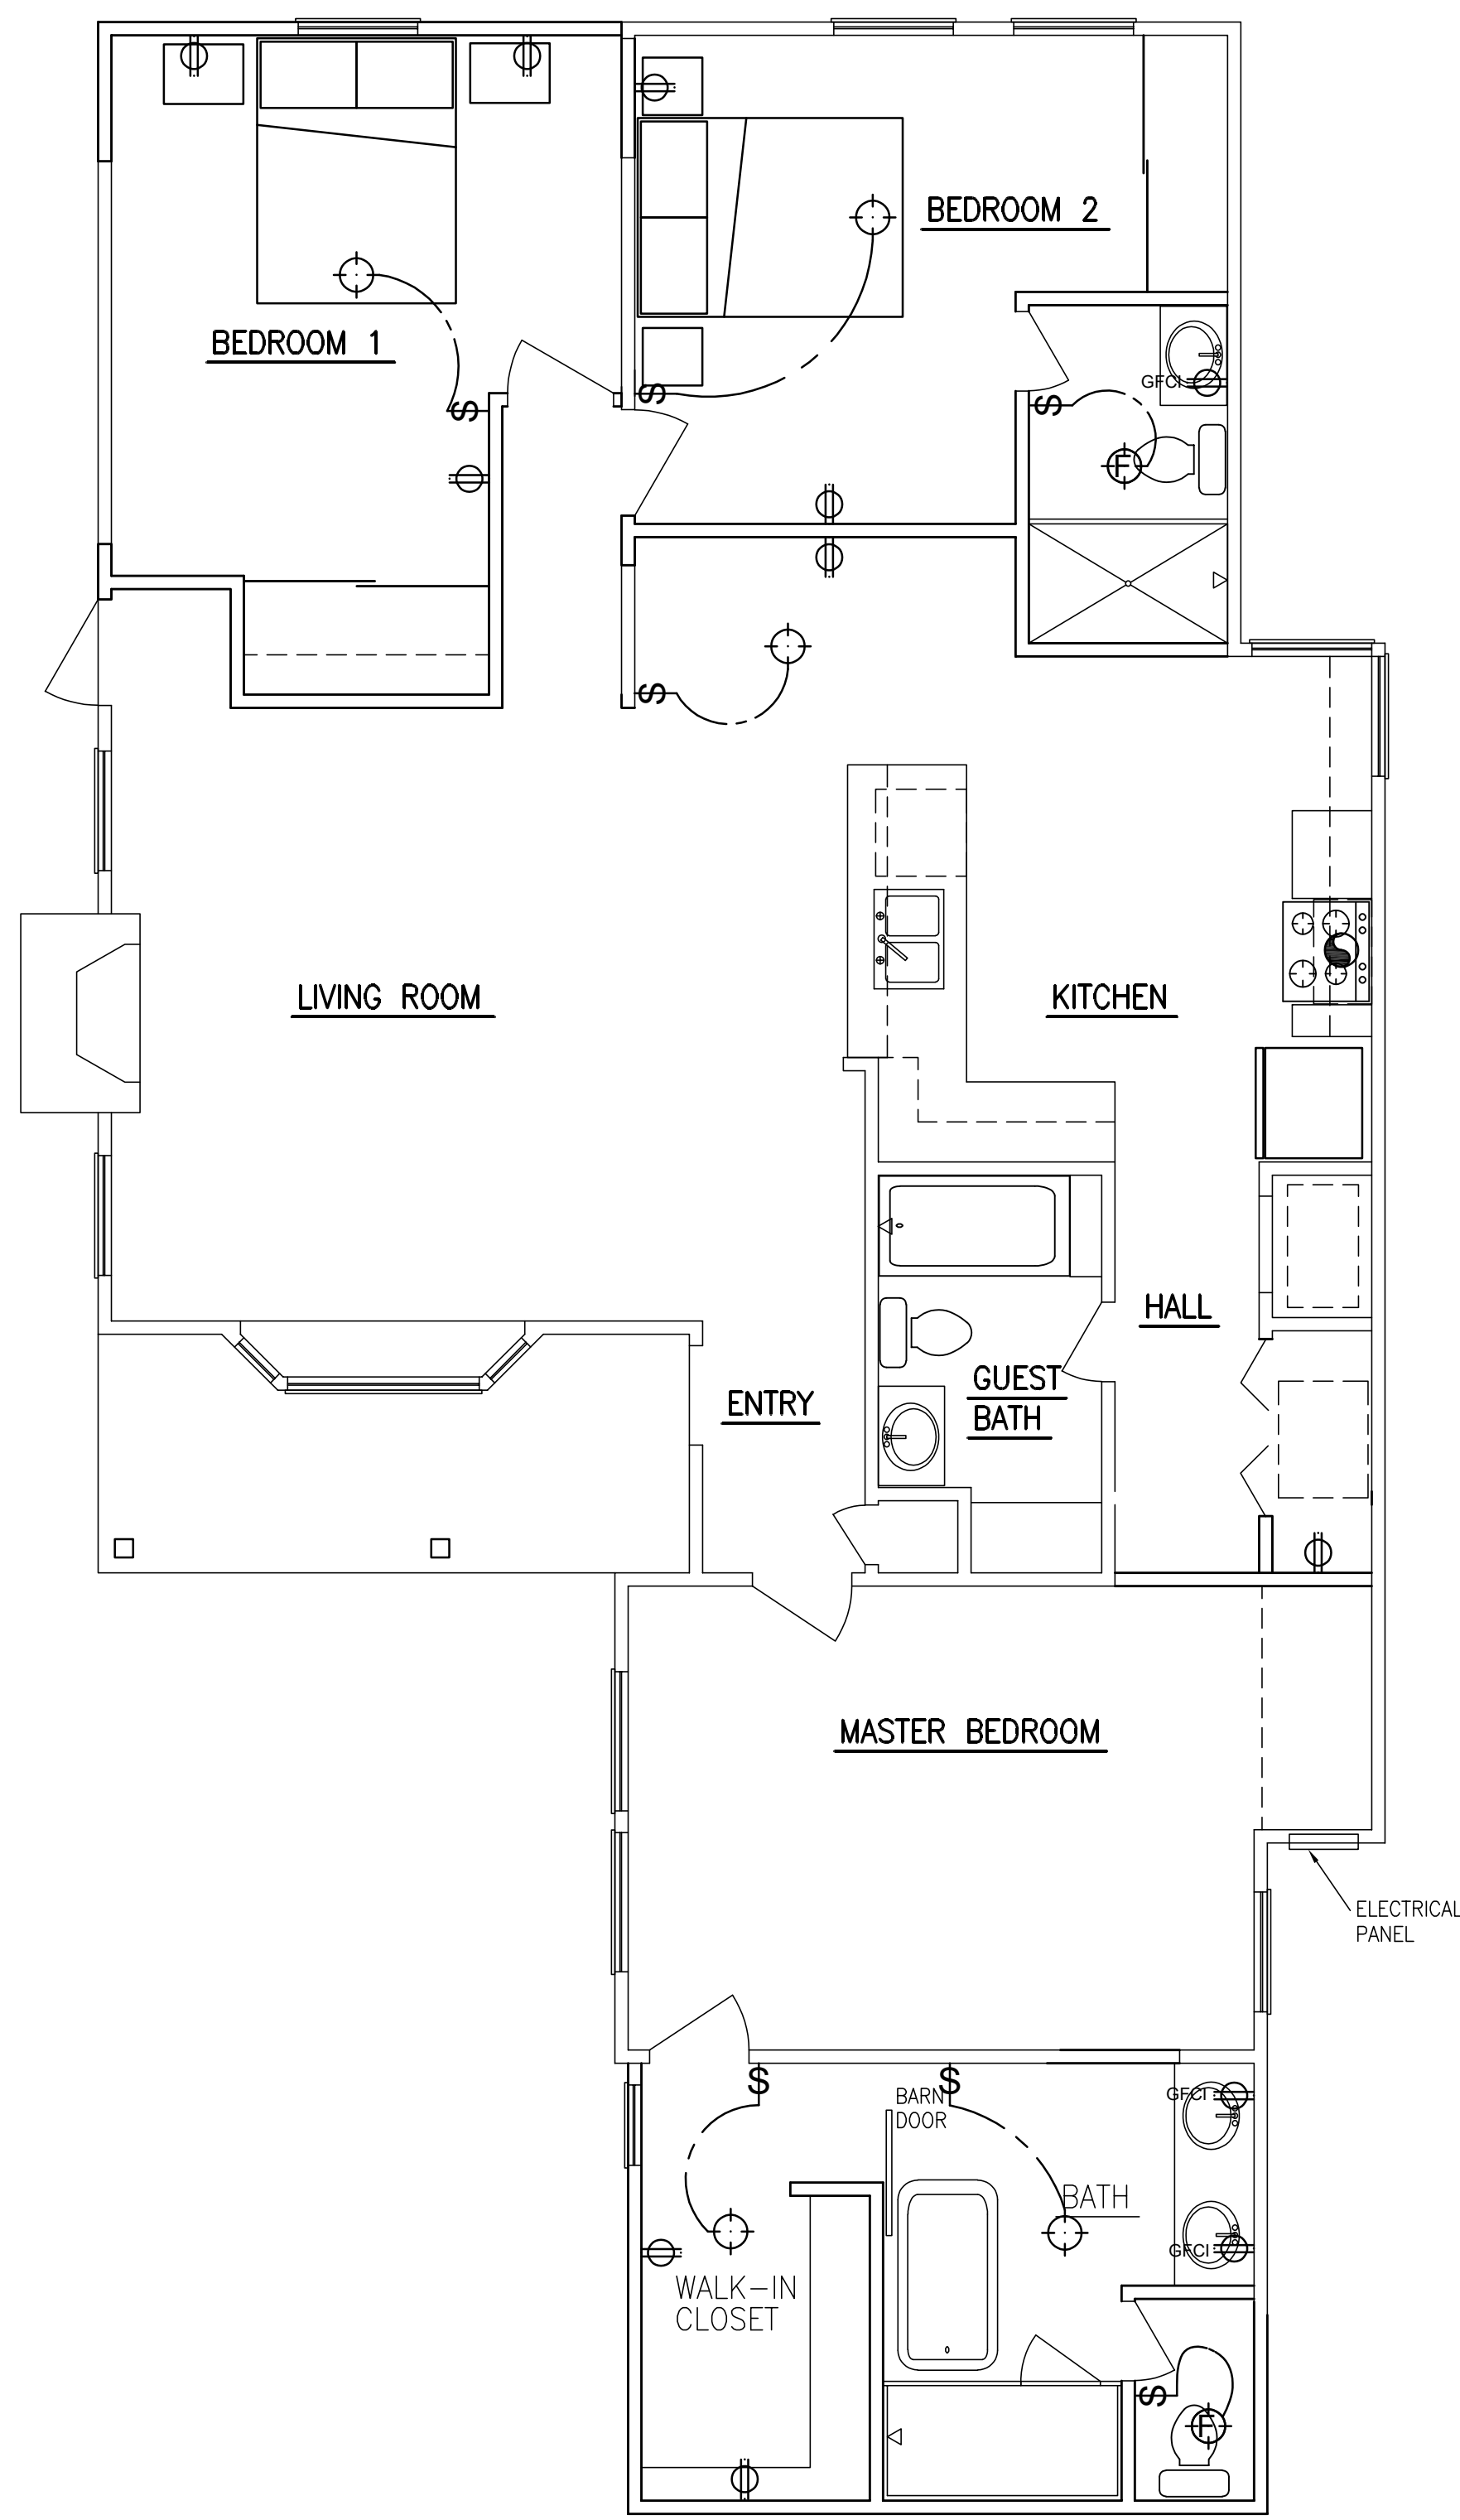 BEDROOM 2
BEDROOM 1
$
GFCI
$
$
$
F
$
LIVING ROOM
KITCHEN
HALL
GUEST
BATH
ENTRY
MASTER BEDROOM
ELECTRICAL
PANEL
$
$
BARN
DOOR
GFCI
BATH
GFCI
WALK-IN
CLOSET
$
F